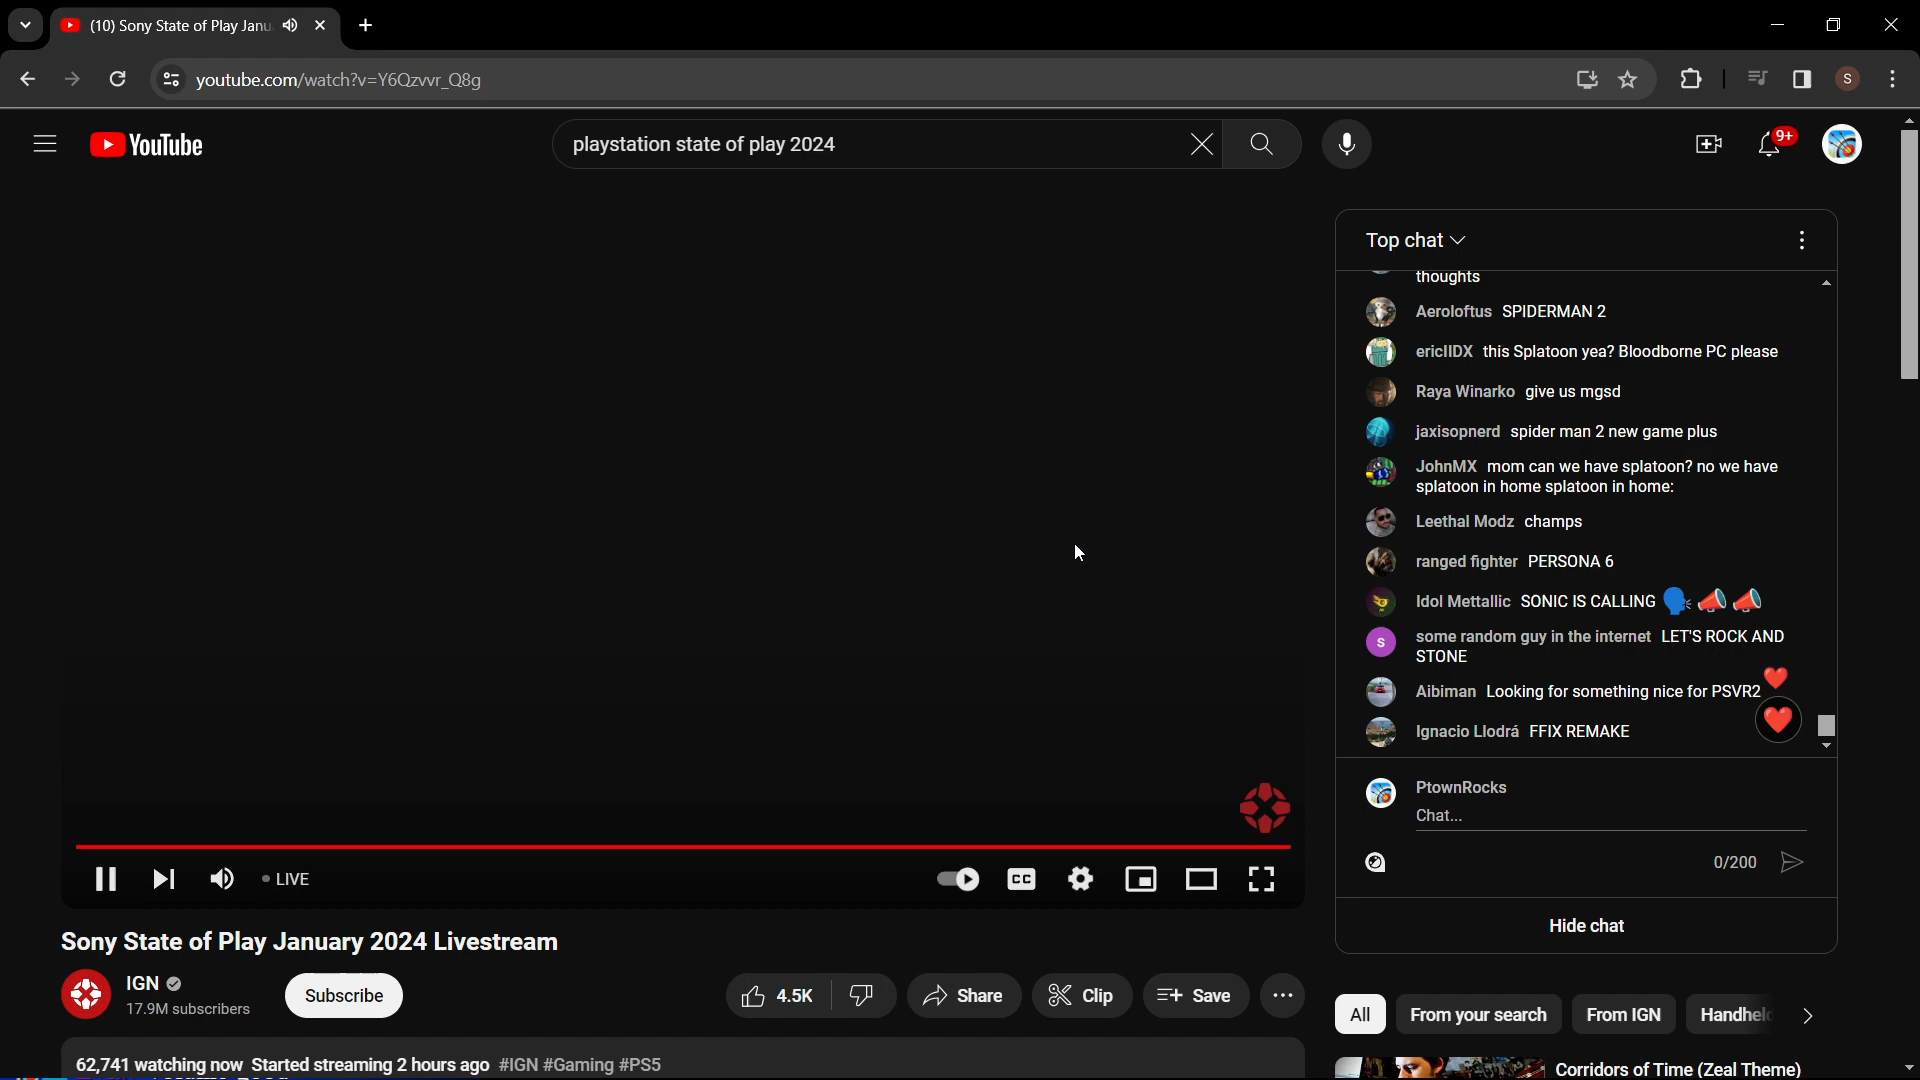 (10) Sony State of Play Janu
youtube.com/watch?v=Y6Qzvvr_Q8g
S
YouTube
playstation state of play 2024
9+
Top chat
thoughts
Aeroloftus SPIDERMAN 2
ericIIDX this Splatoon yea? Bloodborne PC please
Raya Winarko give us mgsd
jaxisopnerd spider man 2 new game plus
JohnMX mom can we have splatoon? no we have
splatoon in home splatoon in home:
Leethal Modz champs
ranged fighter PERSONA 6
Idol Mettallic SONIC IS CALLING 🗣️📣📣
S some random guy in the internet LET'S ROCK AND
STONE
Aibiman Looking for something nice for PSVR2
Ignacio Llodrá FFIX REMAKE
PtownRocks
Chat...
0/200
Hide chat
LIVE
CC
Sony State of Play January 2024 Livestream
IGN
17.9M subscribers
Subscribe
4.5K
Share
Clip
Save
62,741 watching now Started streaming 2 hours ago #IGN #Gaming #PS5
All
From your search
From IGN
Handhel
Corridors of Time (Zeal Theme)